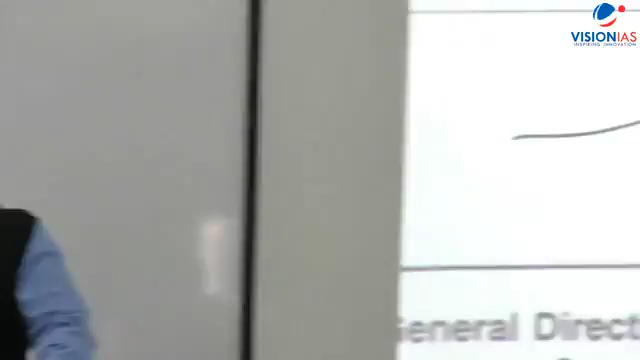 VISIONIAS
INSPIRING INNOVATION
General Direct